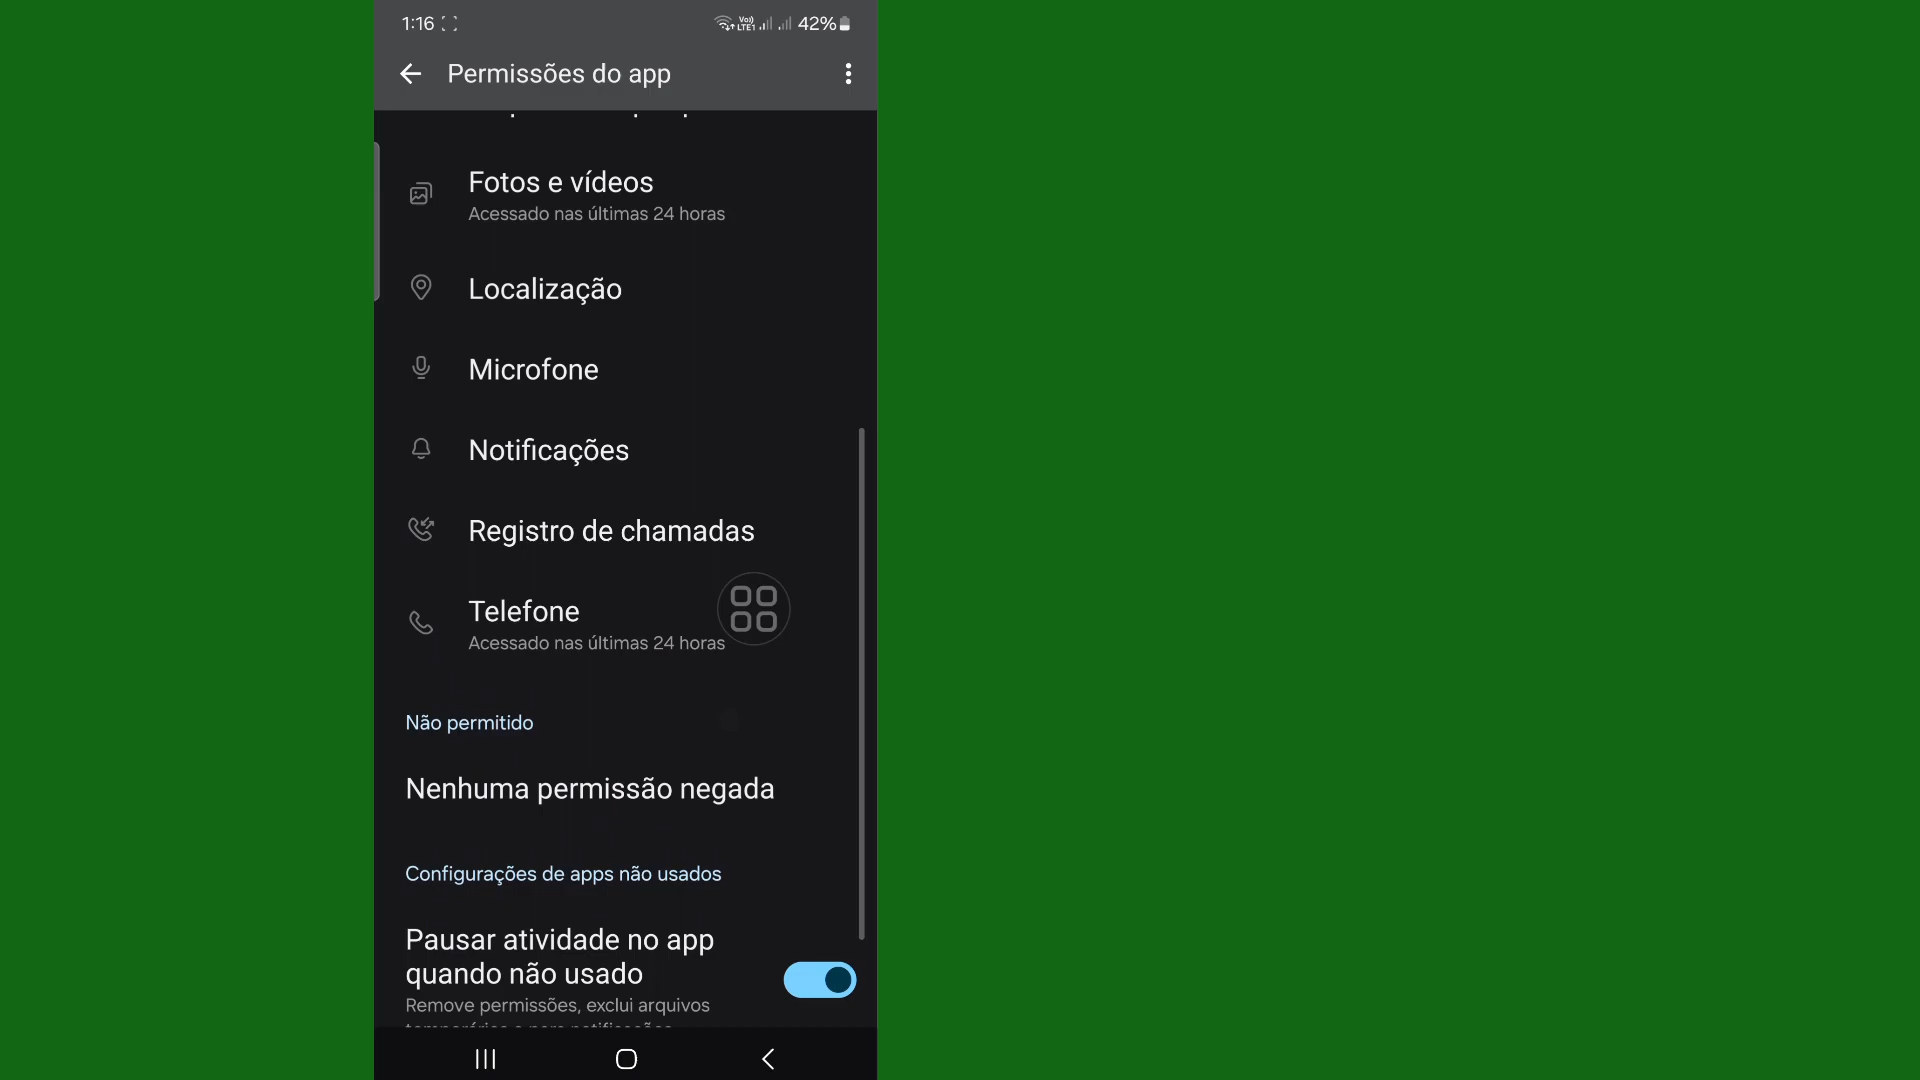 1:16
Vo)) LTE1 42%
Permissões do app
Fotos e vídeos
Acessado nas últimas 24 horas
Localização
Microfone
Notificações
Registro de chamadas
Telefone
Acessado nas últimas 24 horas
Não permitido
Nenhuma permissão negada
Configurações de apps não usados
Pausar atividade no app
quando não usado
Remove permissões, exclui arquivos